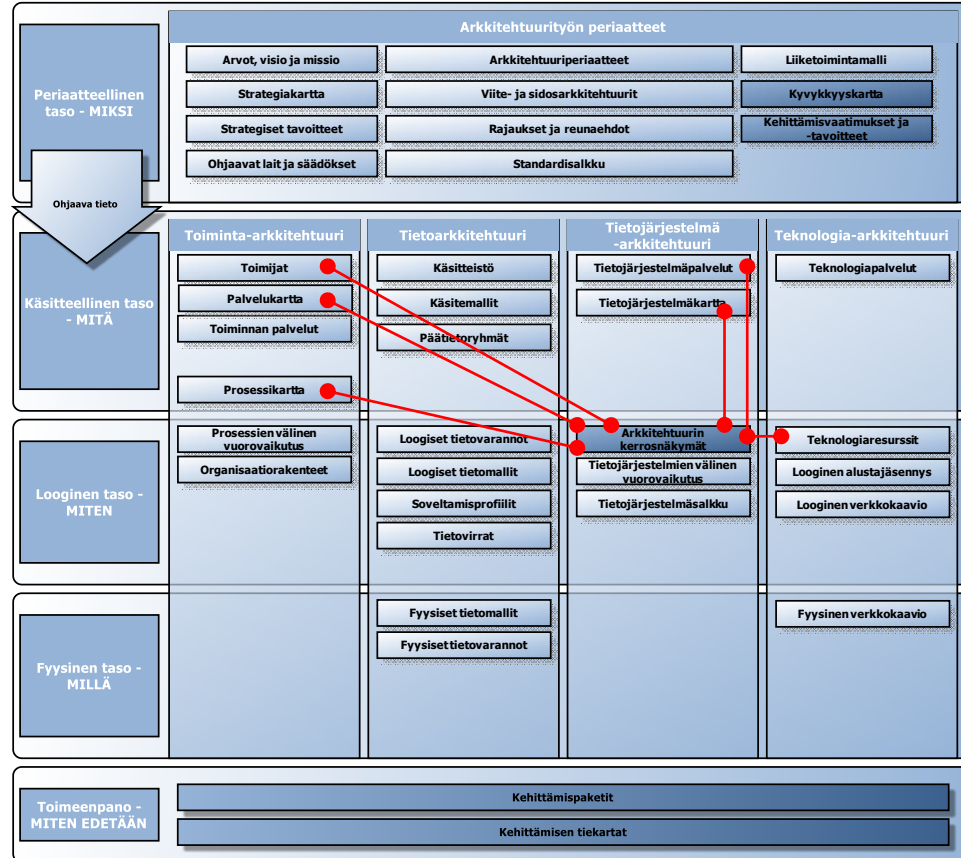 Arkkitehtuurityön periaatteet
Periaatteellinen
taso - MIKSI
Arvot, visio ja missio
Arkkitehtuuriperiaatteet
Liiketoimintamalli
Strategiakartta
Viite- ja sidosarkkitehtuurit
Kyvykkyyskartta
Strategiset tavoitteet
Rajaukset ja reunaehdot
Kehittämisvaatimukset ja
-tavoitteet
Ohjaavat lait ja säädökset
Standardisalkku
Ohjaava tieto
Käsitteellinen taso
- MITÄ
Toiminta-arkkitehtuuri
Tietoarkkitehtuuri
Tietojärjestelmä
-arkkitehtuuri
Teknologia-arkkitehtuuri
Toimijat
Käsitteistö
Tietojärjestelmäpalvelut
Teknologiapalvelut
Palvelukartta
Käsitemallit
Tietojärjestelmäkartta
Toiminnan palvelut
Päätietoryhmät
Prosessikartta
Looginen taso -
MITEN
Prosessien välinen
vuorovaikutus
Loogiset tietovarannot
Arkkitehtuurin
kerrosnäkymät
Teknologiaresurssit
Organisaatiorakenteet
Loogiset tietomallit
Tietojärjestelmien välinen
vuorovaikutus
Looginen alustajäsennys
Soveltamisprofiilit
Tietojärjestelmäsalkku
Looginen verkkokaavio
Tietovirrat
Fyysinen taso -
MILLÄ
Fyysiset tietomallit
Fyysinen verkkokaavio
Fyysiset tietovarannot
Toimeenpano -
MITEN EDETÄÄN
Kehittämispaketit
Kehittämisen tiekartat